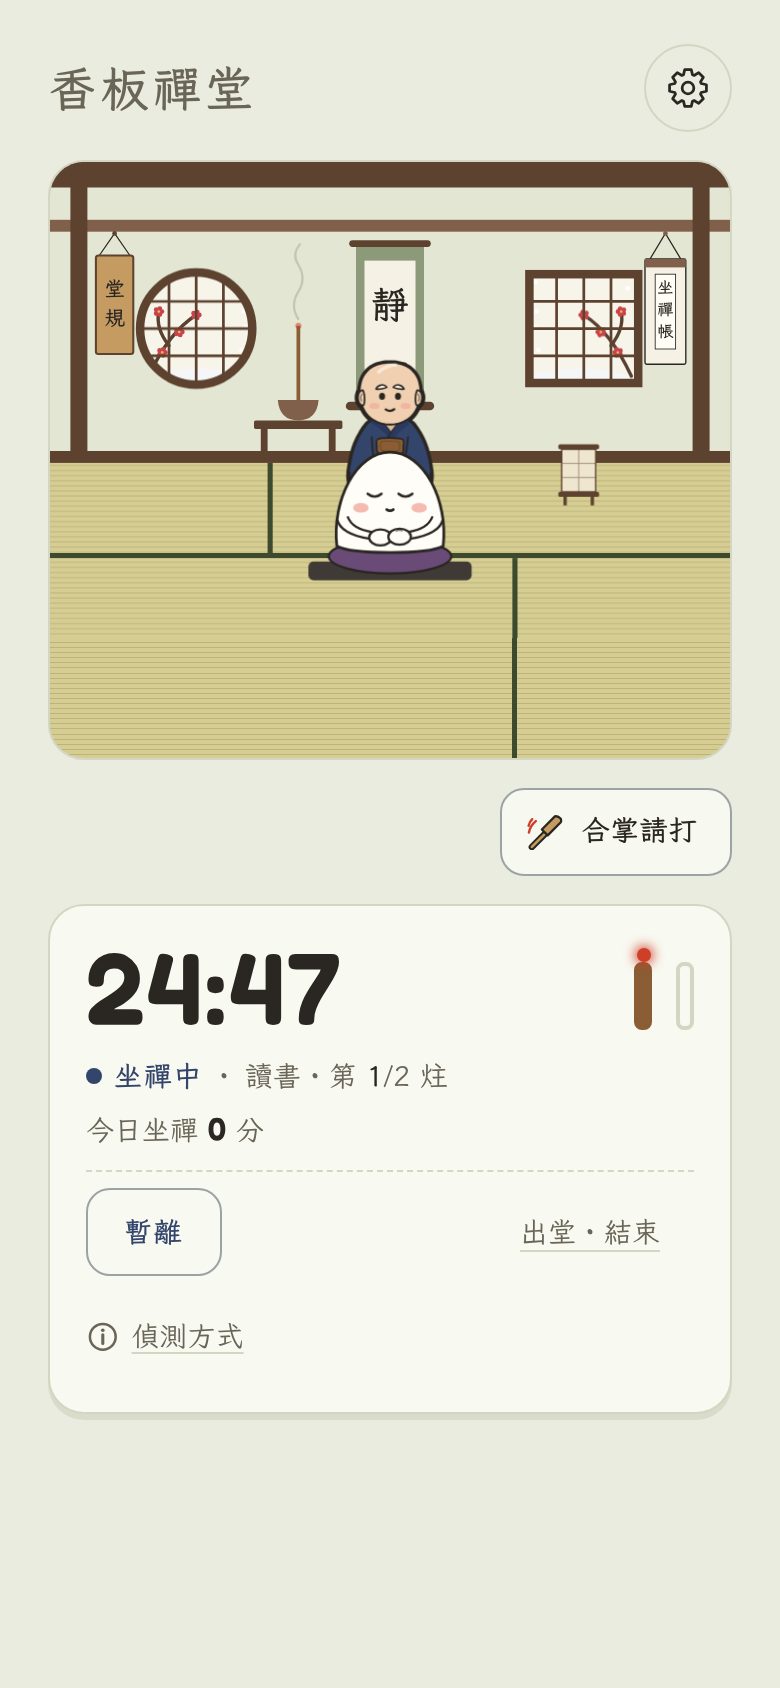 香板禪堂
堂規
靜
坐禪帳
合掌請打
24:47
坐禪中 · 讀書 · 第 1/2 炷
今日坐禪 0 分
暫離
出堂 · 結束
偵測方式